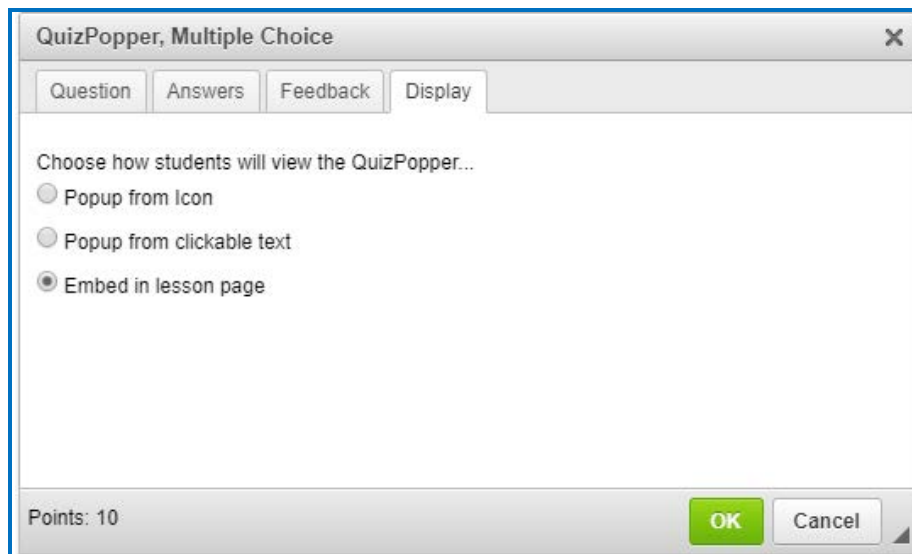 QuizPopper, Multiple Choice
Question Answers Feedback Display
Choose how students will view the QuizPopper...
Popup from Icon
Popup from clickable text
Embed in lesson page
Points: 10 OK Cancel